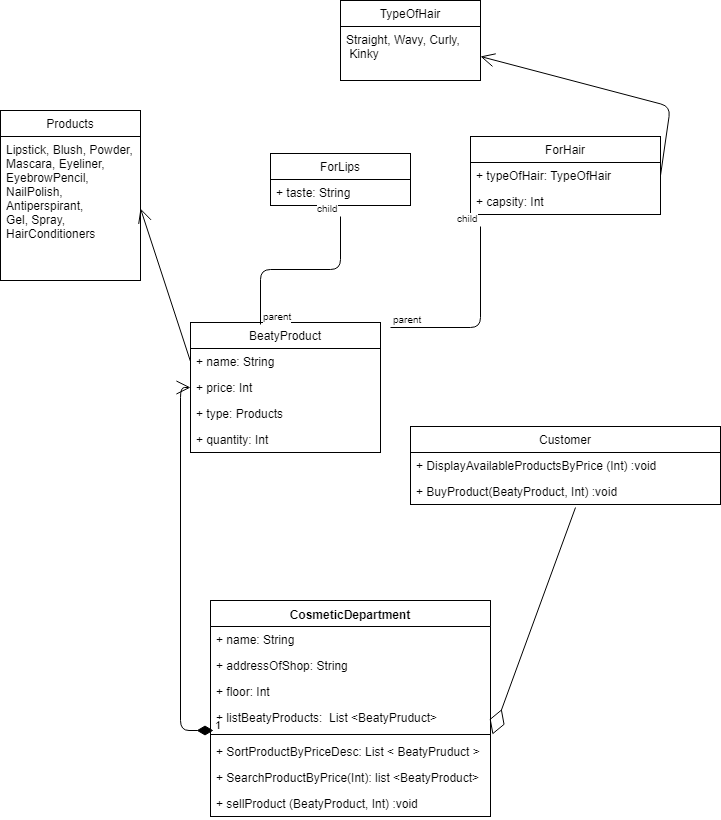 TypeOfHair
Straight, Wavy, Curly,
Kinky
Products
Lipstick, Blush, Powder,
Mascara, Eyeliner,
EyebrowPencil,
NailPolish,
Antiperspirant,
Gel, Spray,
HairConditioners
ForLips
+ taste: String
child
ForHair
+ typeOfHair: TypeOfHair
+ capsity: Int
child
parent
parent
BeatyProduct
+ name: String
+ price: Int
+ type: Products
+ quantity: Int
Customer
+ DisplayAvailableProductsByPrice (Int) :void
+ BuyProduct(BeatyProduct, Int) :void
CosmeticDepartment
+ name: String
+ addressOfShop: String
+ floor: Int
+ listBeatyProducts: List <BeatyPruduct>
1
+ SortProductByPriceDesc: List < BeatyPruduct >
+ SearchProductByPrice(Int): list <BeatyProduct>
+ sellProduct (BeatyProduct, Int) :void